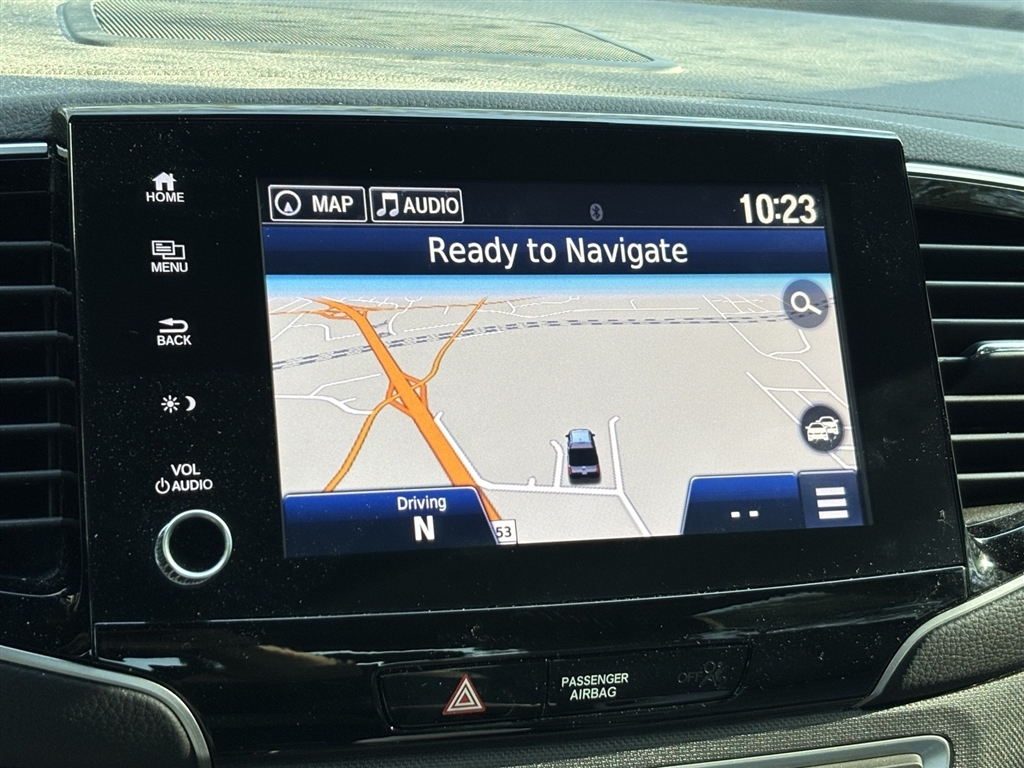 HOME
MENU
BACK
VOL
AUDIO
MAP
AUDIO
10:23
Ready to Navigate
Driving
N
53
--
PASSENGER
AIRBAG
OFF